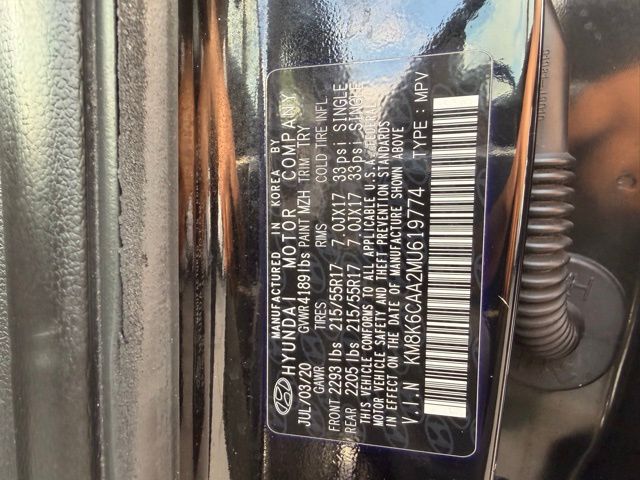 MANUFACTURED IN KOREA BY
HYUNDAI MOTOR COMPANY
JUL/03/20 GVWR 4189lbs PAINT MZH TRIM TRY
GAWR TIRES RIMS COLD TIRE INFL.
FRONT 2293 lbs 215/55R17 7.0JX17 33psi SINGLE
REAR 2205 lbs 215/55R17 7.0JX17 33psi SINGLE
THIS VEHICLE CONFORMS TO ALL APPLICABLE U.S.A FEDERAL
MOTOR VEHICLE SAFETY AND THEFT PREVENTION STANDARDS
IN EFFECT ON THE DATE OF MANUFACTURE SHOWN ABOVE
V.I.N KM8K6CAA2MU619774 TYPE : MPV